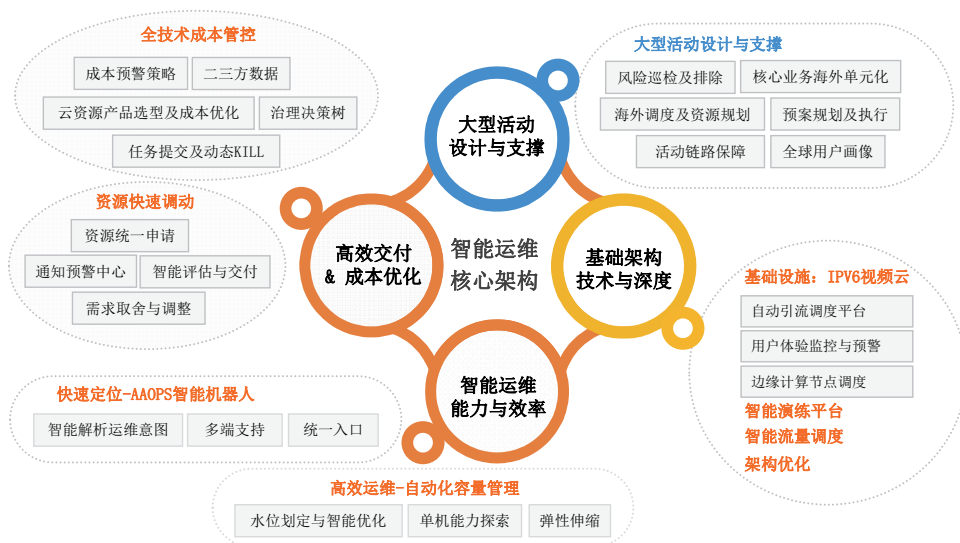 全技术成本管控
成本预警策略
二三方数据
云资源产品选型及成本优化
治理决策树
任务提交及动态KILL
资源快速调动
资源统一申请
通知预警中心
智能评估与交付
需求取舍与调整
快速定位-AAOPS智能机器人
智能解析运维意图
多端支持
统一入口
高效运维-自动化容量管理
水位划定与智能优化
单机能力探索
弹性伸缩
大型活动
设计与支撑
高效交付
& 成本优化
智能运维
核心架构
基础架构
技术与深度
智能运维
能力与效率
大型活动设计与支撑
风险巡检及排除
核心业务海外单元化
海外调度及资源规划
预案规划及执行
活动链路保障
全球用户画像
基础设施：IPV6视频云
自动引流调度平台
用户体验监控与预警
边缘计算节点调度
智能演练平台
智能流量调度
架构优化